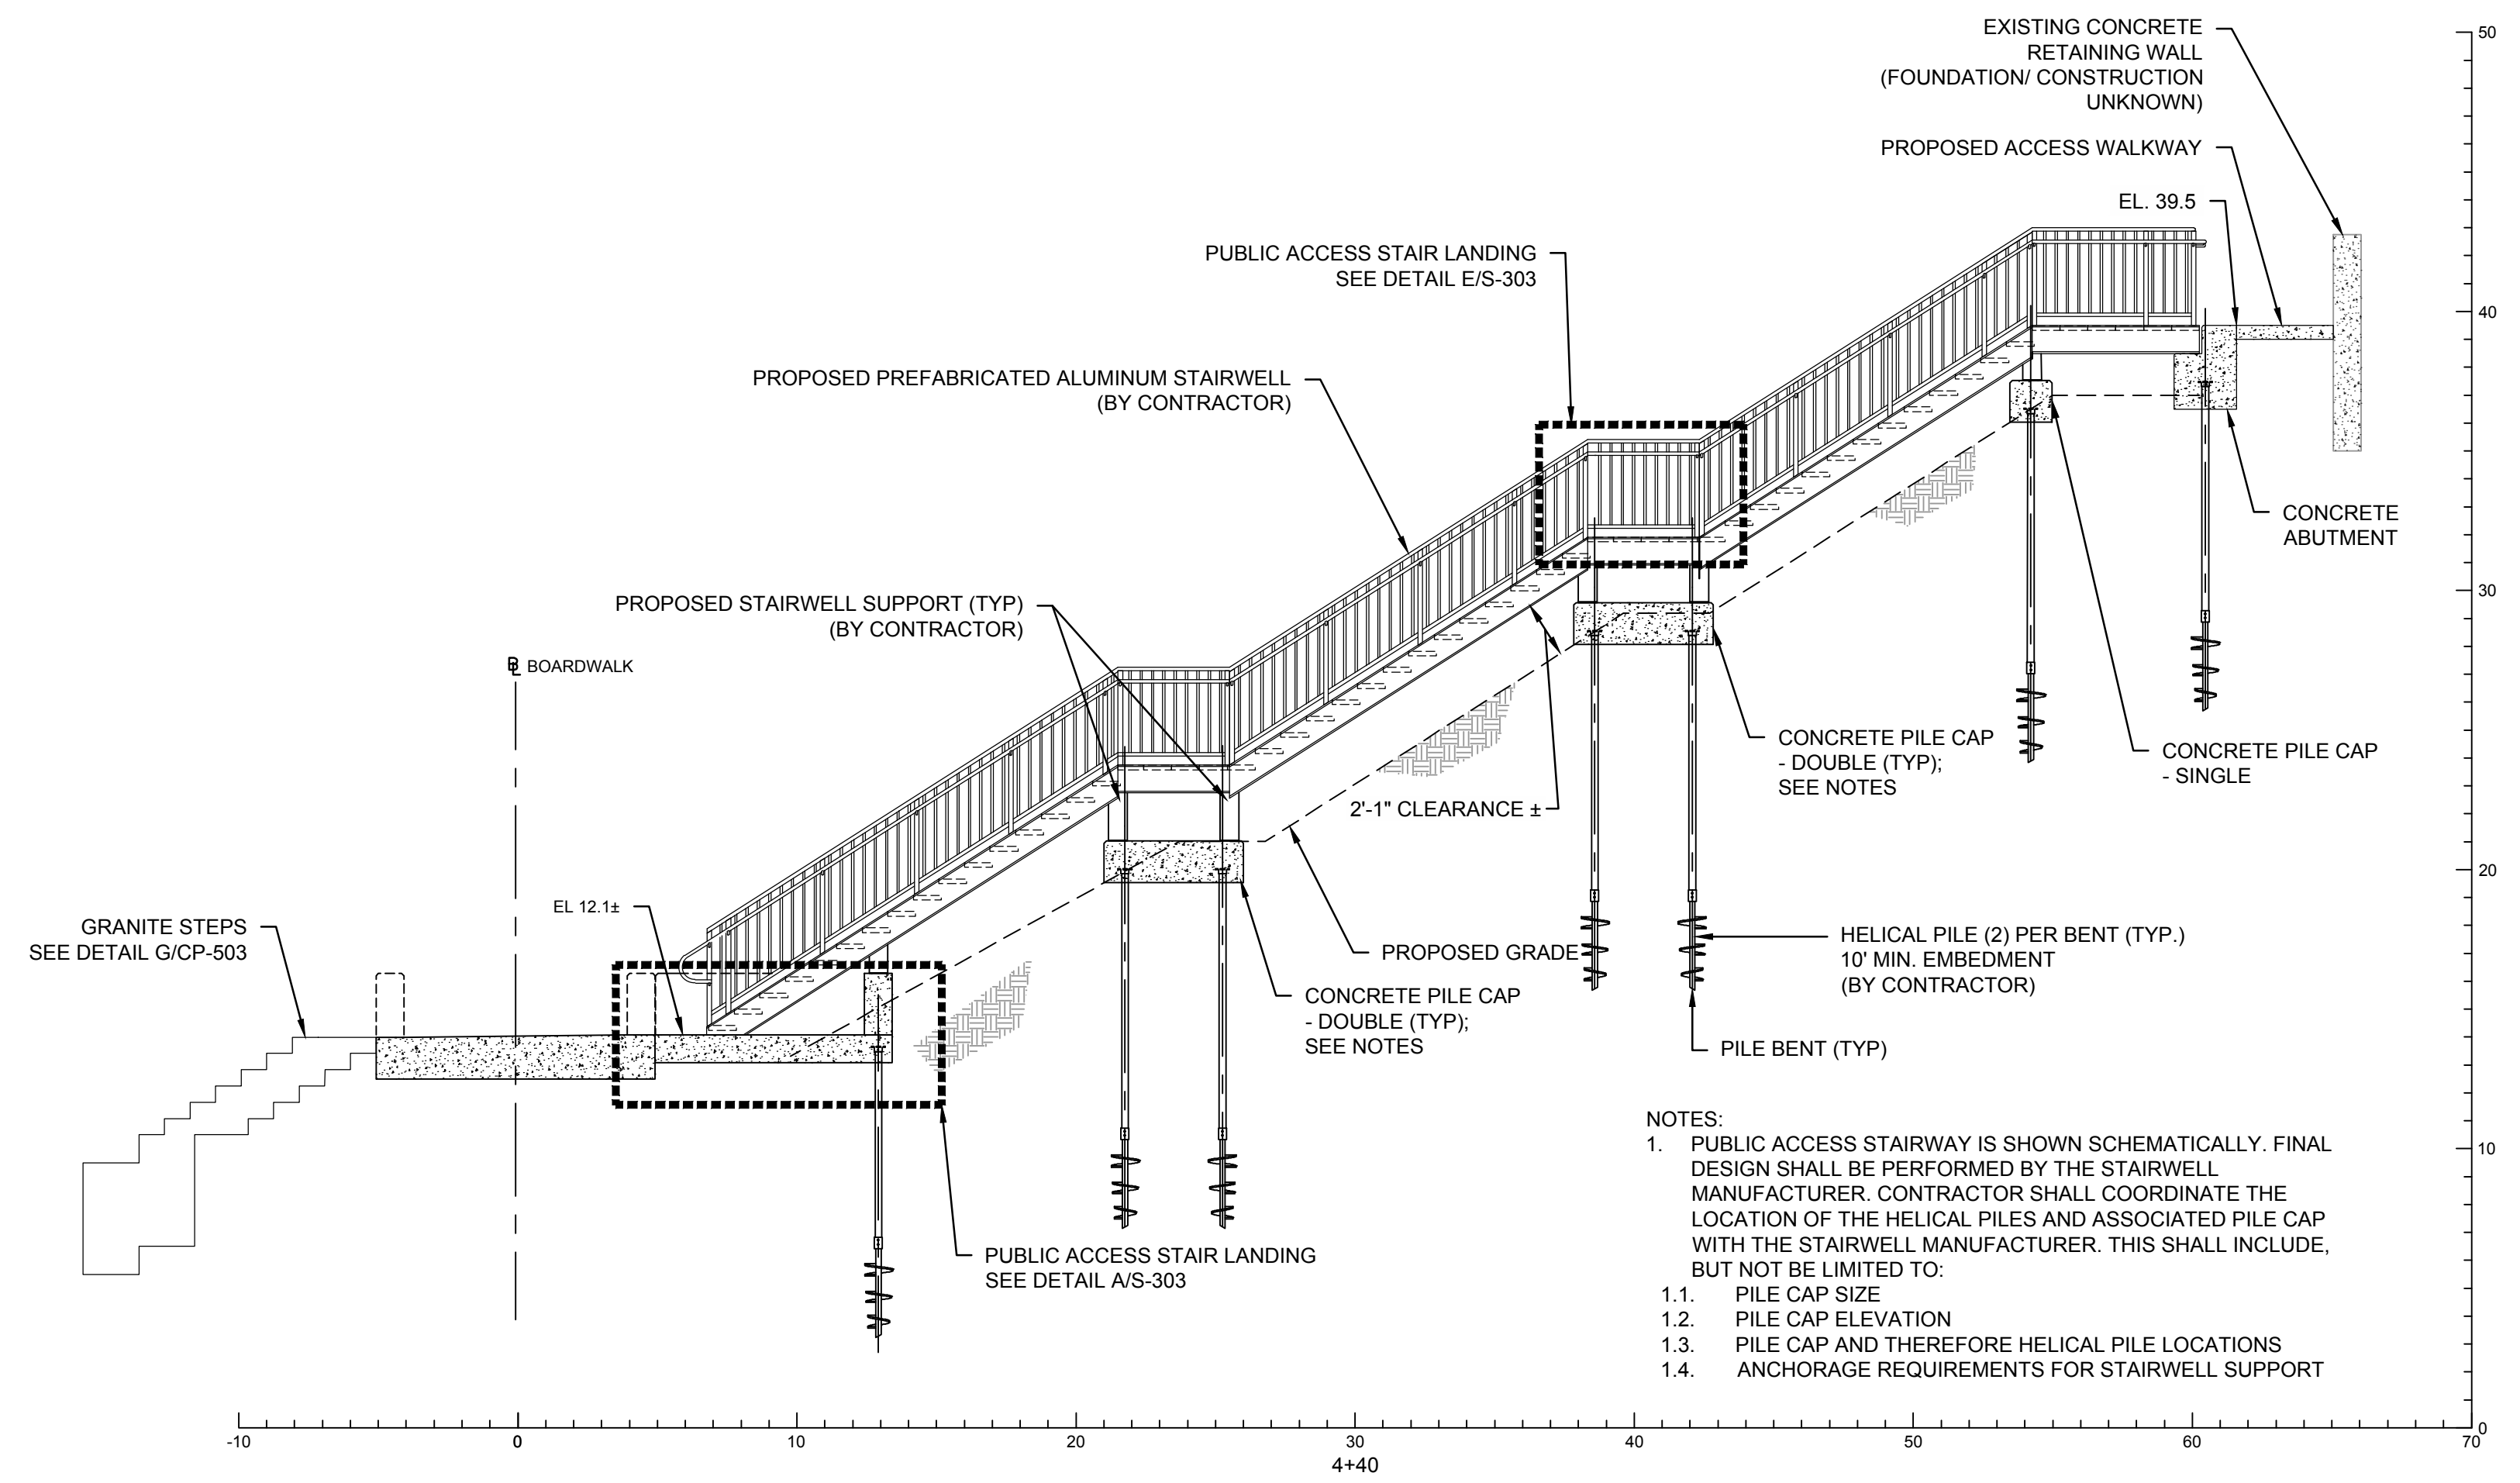 EXISTING CONCRETE
RETAINING WALL
(FOUNDATION/ CONSTRUCTION
UNKNOWN)
PROPOSED ACCESS WALKWAY
EL. 39.5
PUBLIC ACCESS STAIR LANDING
SEE DETAIL E/S-303
PROPOSED PREFABRICATED ALUMINUM STAIRWELL
(BY CONTRACTOR)
CONCRETE
ABUTMENT
PROPOSED STAIRWELL SUPPORT (TYP)
(BY CONTRACTOR)
BOARDWALK
CONCRETE PILE CAP
- DOUBLE (TYP);
SEE NOTES
CONCRETE PILE CAP
- SINGLE
2'-1" CLEARANCE ±
EL 12.1±
GRANITE STEPS
SEE DETAIL G/CP-503
PROPOSED GRADE
HELICAL PILE (2) PER BENT (TYP.)
10' MIN. EMBEDMENT
(BY CONTRACTOR)
CONCRETE PILE CAP
- DOUBLE (TYP);
SEE NOTES
PILE BENT (TYP)
PUBLIC ACCESS STAIR LANDING
SEE DETAIL A/S-303
NOTES:
1. PUBLIC ACCESS STAIRWAY IS SHOWN SCHEMATICALLY. FINAL
DESIGN SHALL BE PERFORMED BY THE STAIRWELL
MANUFACTURER. CONTRACTOR SHALL COORDINATE THE
LOCATION OF THE HELICAL PILES AND ASSOCIATED PILE CAP
WITH THE STAIRWELL MANUFACTURER. THIS SHALL INCLUDE,
BUT NOT BE LIMITED TO:
1.1. PILE CAP SIZE
1.2. PILE CAP ELEVATION
1.3. PILE CAP AND THEREFORE HELICAL PILE LOCATIONS
1.4. ANCHORAGE REQUIREMENTS FOR STAIRWELL SUPPORT
50
40
30
20
10
0
-10 0 10 20 30 40 50 60 70
4+40